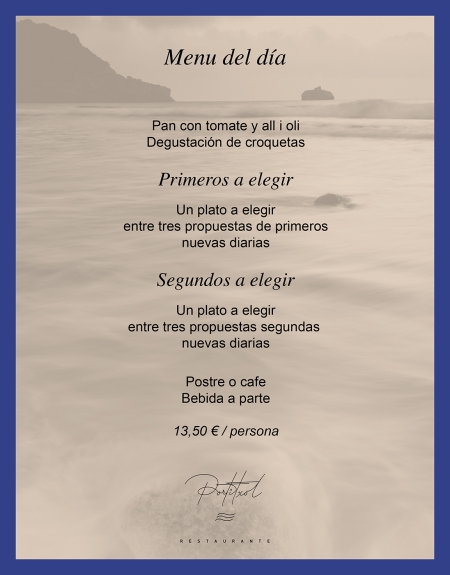 Menu del día
Pan con tomate y all i oli
Degustación de croquetas
Primeros a elegir
Un plato a elegir
entre tres propuestas de primeros
nuevas diarias
Segundos a elegir
Un plato a elegir
entre tres propuestas segundas
nuevas diarias
Postre o cafe
Bebida a parte
13,50 € / persona
Portitxol
RESTAURANTE